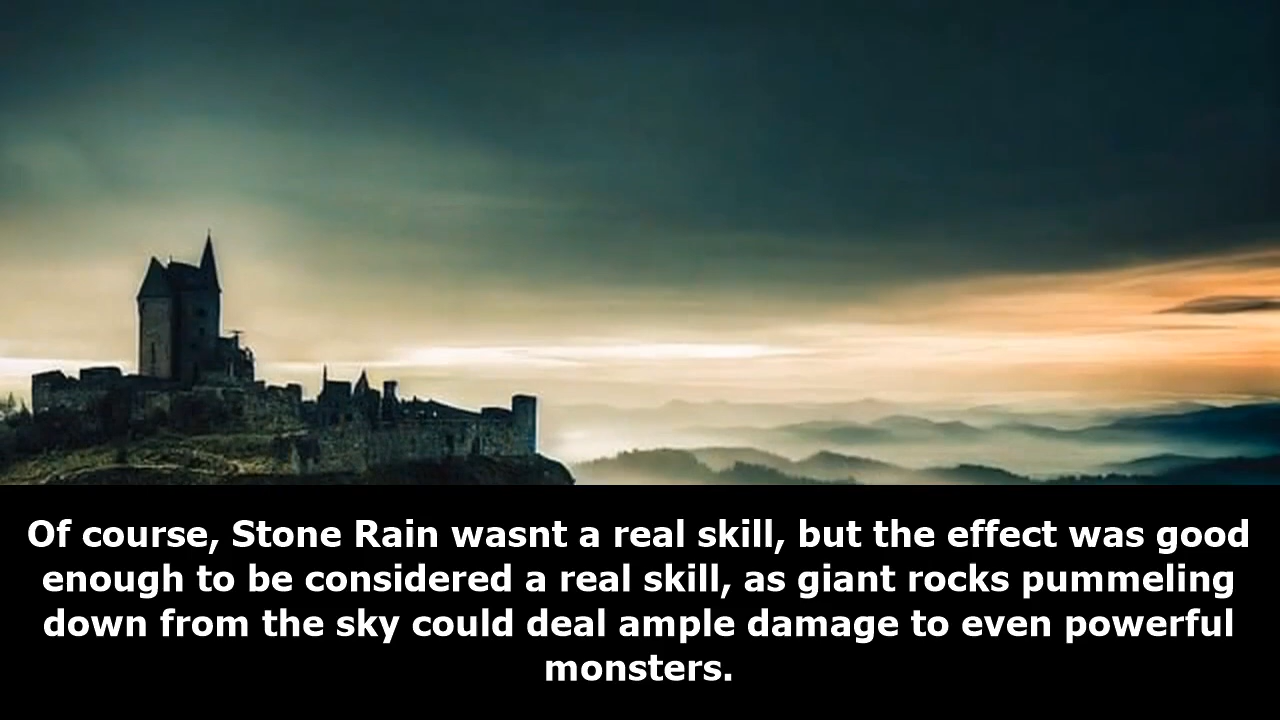 Of course, Stone Rain wasnt a real skill, but the effect was good
enough to be considered a real skill, as giant rocks pummeling
down from the sky could deal ample damage to even powerful
monsters.